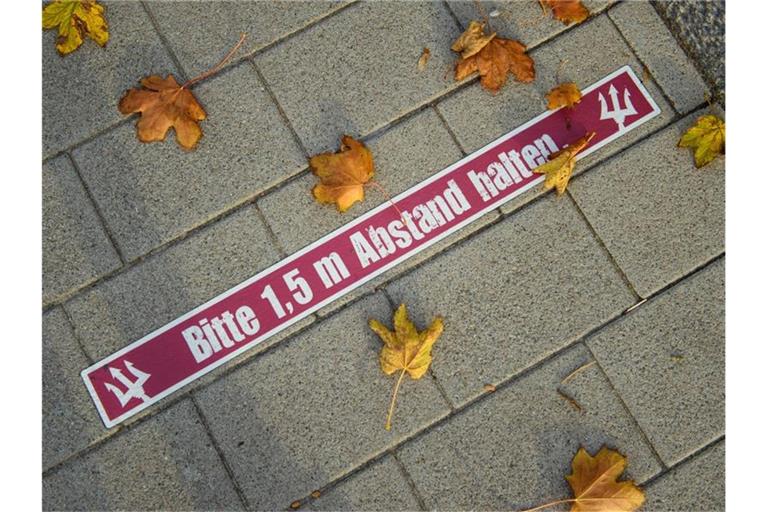 Bitte 1,5 m Abstand halten.